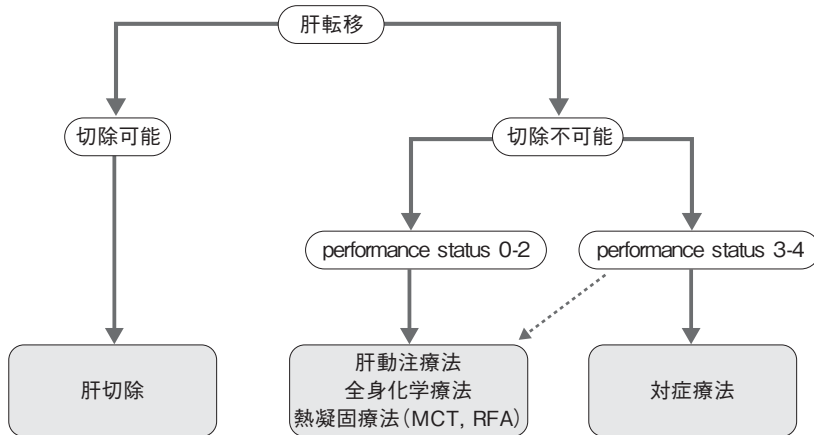 肝転移
切除可能
切除不可能
performance status 0-2
performance status 3-4
肝切除
肝動注療法
全身化学療法
熱凝固療法（MCT, RFA）
対症療法